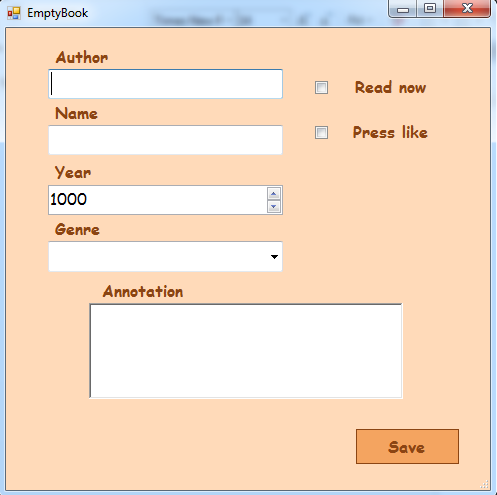 EmptyBook
Author
Read now
Name
Press like
Year
1000
Genre
Annotation
Save